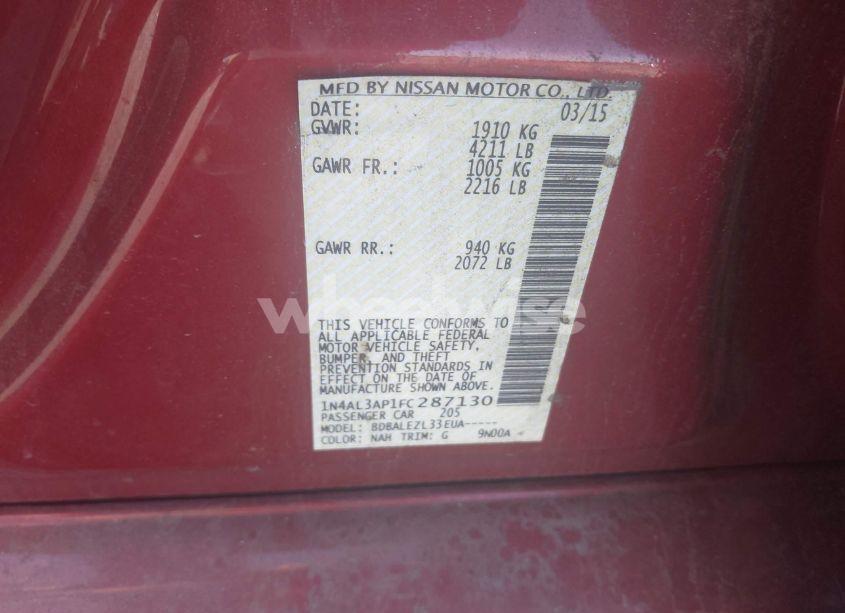 MFD BY NISSAN MOTOR CO., LTD.
DATE: 03/15
GVWR: 1910 KG
4211 LB
GAWR FR.: 1005 KG
2216 LB
GAWR RR.: 940 KG
2072 LB
wheelwise
THIS VEHICLE CONFORMS TO
ALL APPLICABLE FEDERAL
MOTOR VEHICLE SAFETY,
BUMPER, AND THEFT
PREVENTION STANDARDS IN
EFFECT ON THE DATE OF
MANUFACTURE SHOWN ABOVE.
1N4AL3AP1FC287130
PASSENGER CAR 205
MODEL: BDBALEZL33EUA-----
COLOR: NAH TRIM: G 9N00A